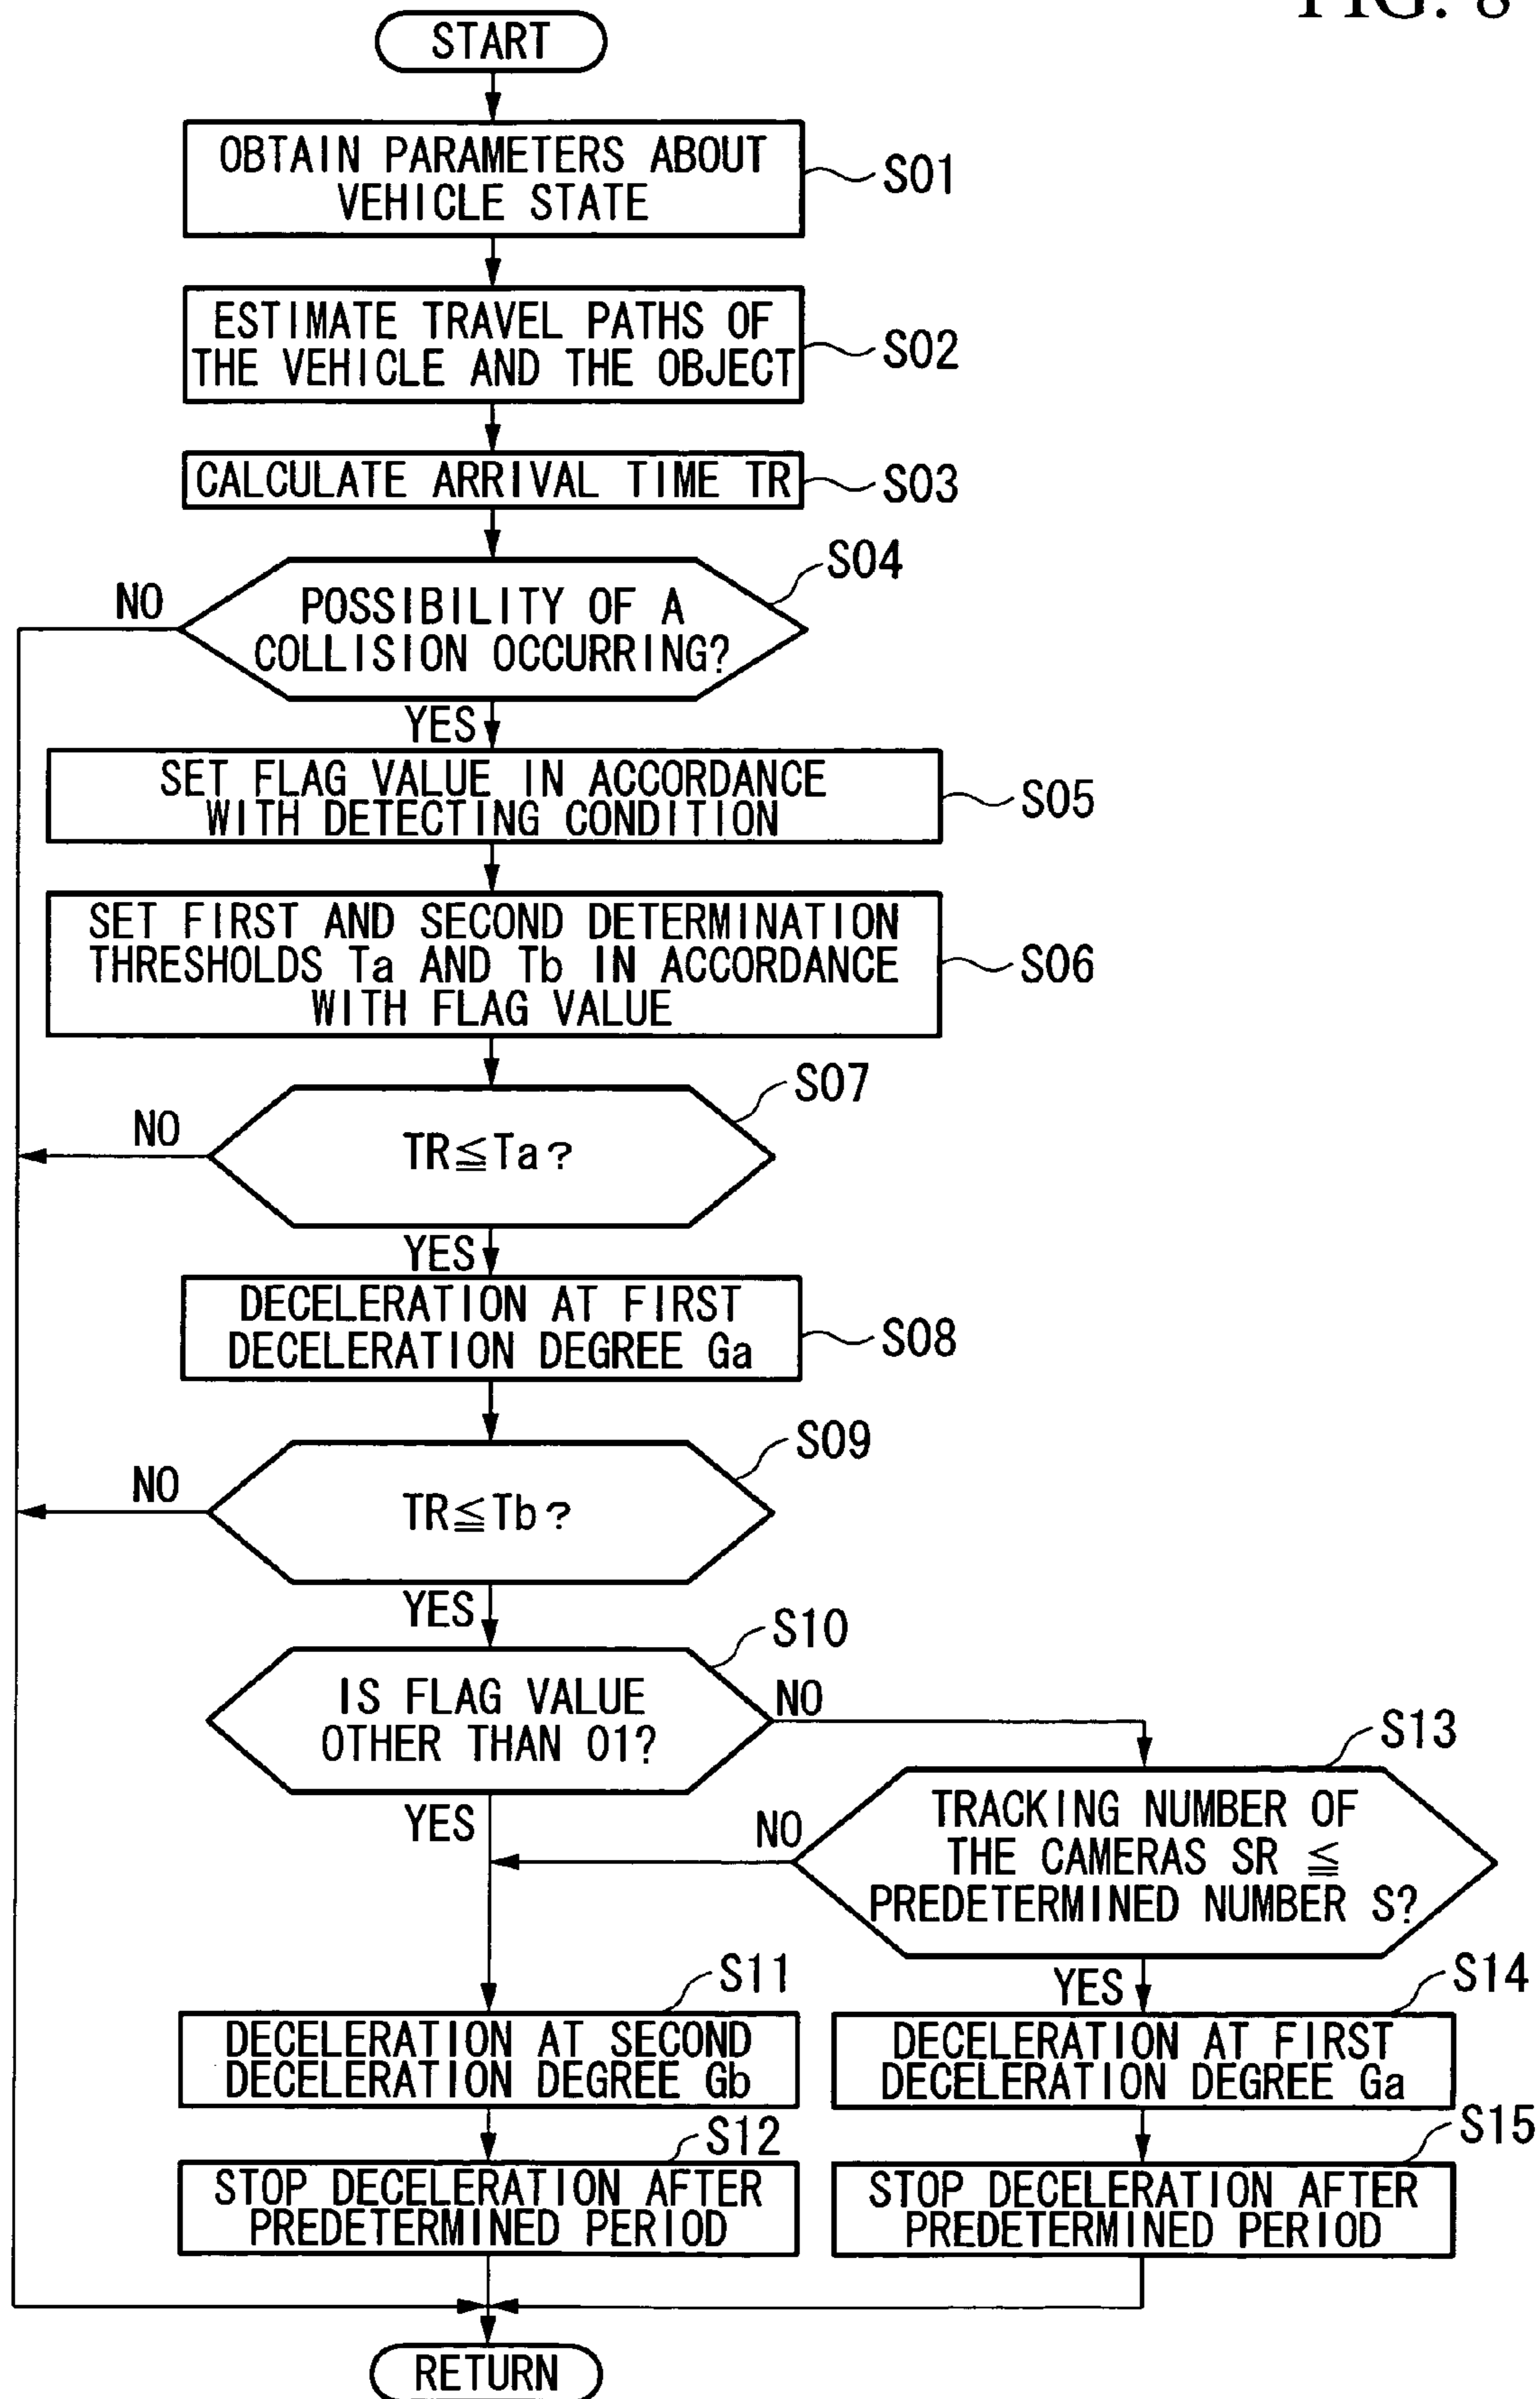 FIG. 8
START
OBTAIN PARAMETERS ABOUT
VEHICLE STATE
S01
ESTIMATE TRAVEL PATHS OF
THE VEHICLE AND THE OBJECT
S02
CALCULATE ARRIVAL TIME TR
S03
S04
NO
POSSIBILITY OF A
COLLISION OCCURRING?
YES
SET FLAG VALUE IN ACCORDANCE
WITH DETECTING CONDITION
S05
SET FIRST AND SECOND DETERMINATION
THRESHOLDS Ta AND Tb IN ACCORDANCE
WITH FLAG VALUE
S06
S07
NO
TR≦Ta?
YES
DECELERATION AT FIRST
DECELERATION DEGREE Ga
S08
S09
NO
TR≦Tb?
YES
S10
IS FLAG VALUE
OTHER THAN 01?
NO
YES
S13
TRACKING NUMBER OF
THE CAMERAS SR ≦
PREDETERMINED NUMBER S?
NO
YES
S11
DECELERATION AT SECOND
DECELERATION DEGREE Gb
S14
DECELERATION AT FIRST
DECELERATION DEGREE Ga
S12
STOP DECELERATION AFTER
PREDETERMINED PERIOD
S15
STOP DECELERATION AFTER
PREDETERMINED PERIOD
RETURN